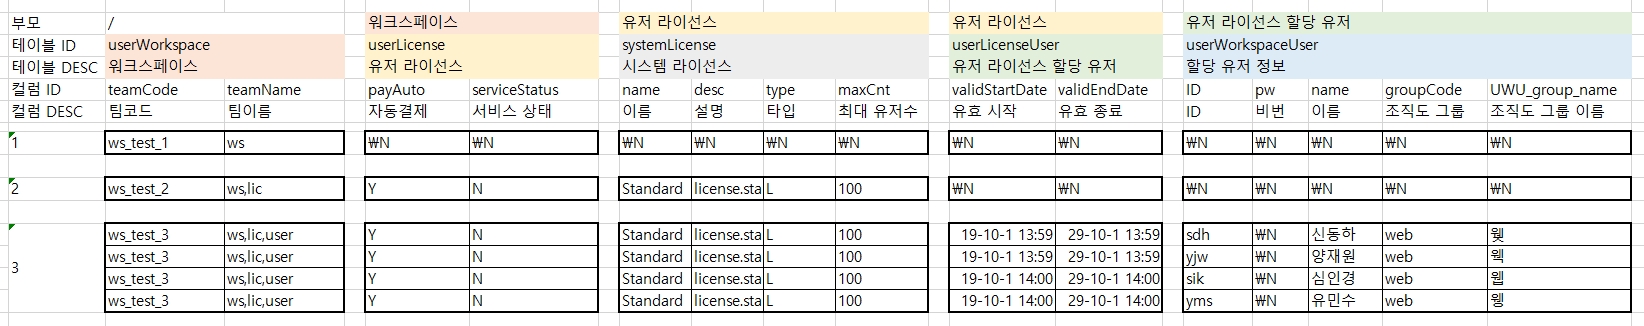 부모 / 워크스페이스 유저 라이선스 유저 라이선스 유저 라이선스 할당 유저
테이블 ID userWorkspace userLicense systemLicense userLicenseUser userWorkspaceUser
테이블 DESC 워크스페이스 유저 라이선스 시스템 라이선스 유저 라이선스 할당 유저 할당 유저 정보
컬럼 ID teamCode teamName payAuto serviceStatus name desc type maxCnt validStartDate validEndDate ID pw name groupCode UWU_group_name
컬럼 DESC 팀코드 팀이름 자동결제 서비스 상태 이름 설명 타입 최대 유저수 유효 시작 유효 종료 ID 비번 이름 조직도 그룹 조직도 그룹 이름
1 ws_test_1 ws ₩N ₩N ₩N ₩N ₩N ₩N ₩N ₩N ₩N ₩N ₩N ₩N ₩N
2 ws_test_2 ws,lic Y N Standard license.sta L 100 ₩N ₩N ₩N ₩N ₩N ₩N ₩N
ws_test_3 ws,lic,user Y N Standard license.sta L 100 19-10-1 13:59 29-10-1 13:59 sdh ₩N 신동하 web 웾
3 ws_test_3 ws,lic,user Y N Standard license.sta L 100 19-10-1 13:59 29-10-1 13:59 yjw ₩N 양재원 web 웩
ws_test_3 ws,lic,user Y N Standard license.sta L 100 19-10-1 14:00 29-10-1 14:00 sik ₩N 심인경 web 웹
ws_test_3 ws,lic,user Y N Standard license.sta L 100 19-10-1 14:00 29-10-1 14:00 yms ₩N 유민수 web 웽